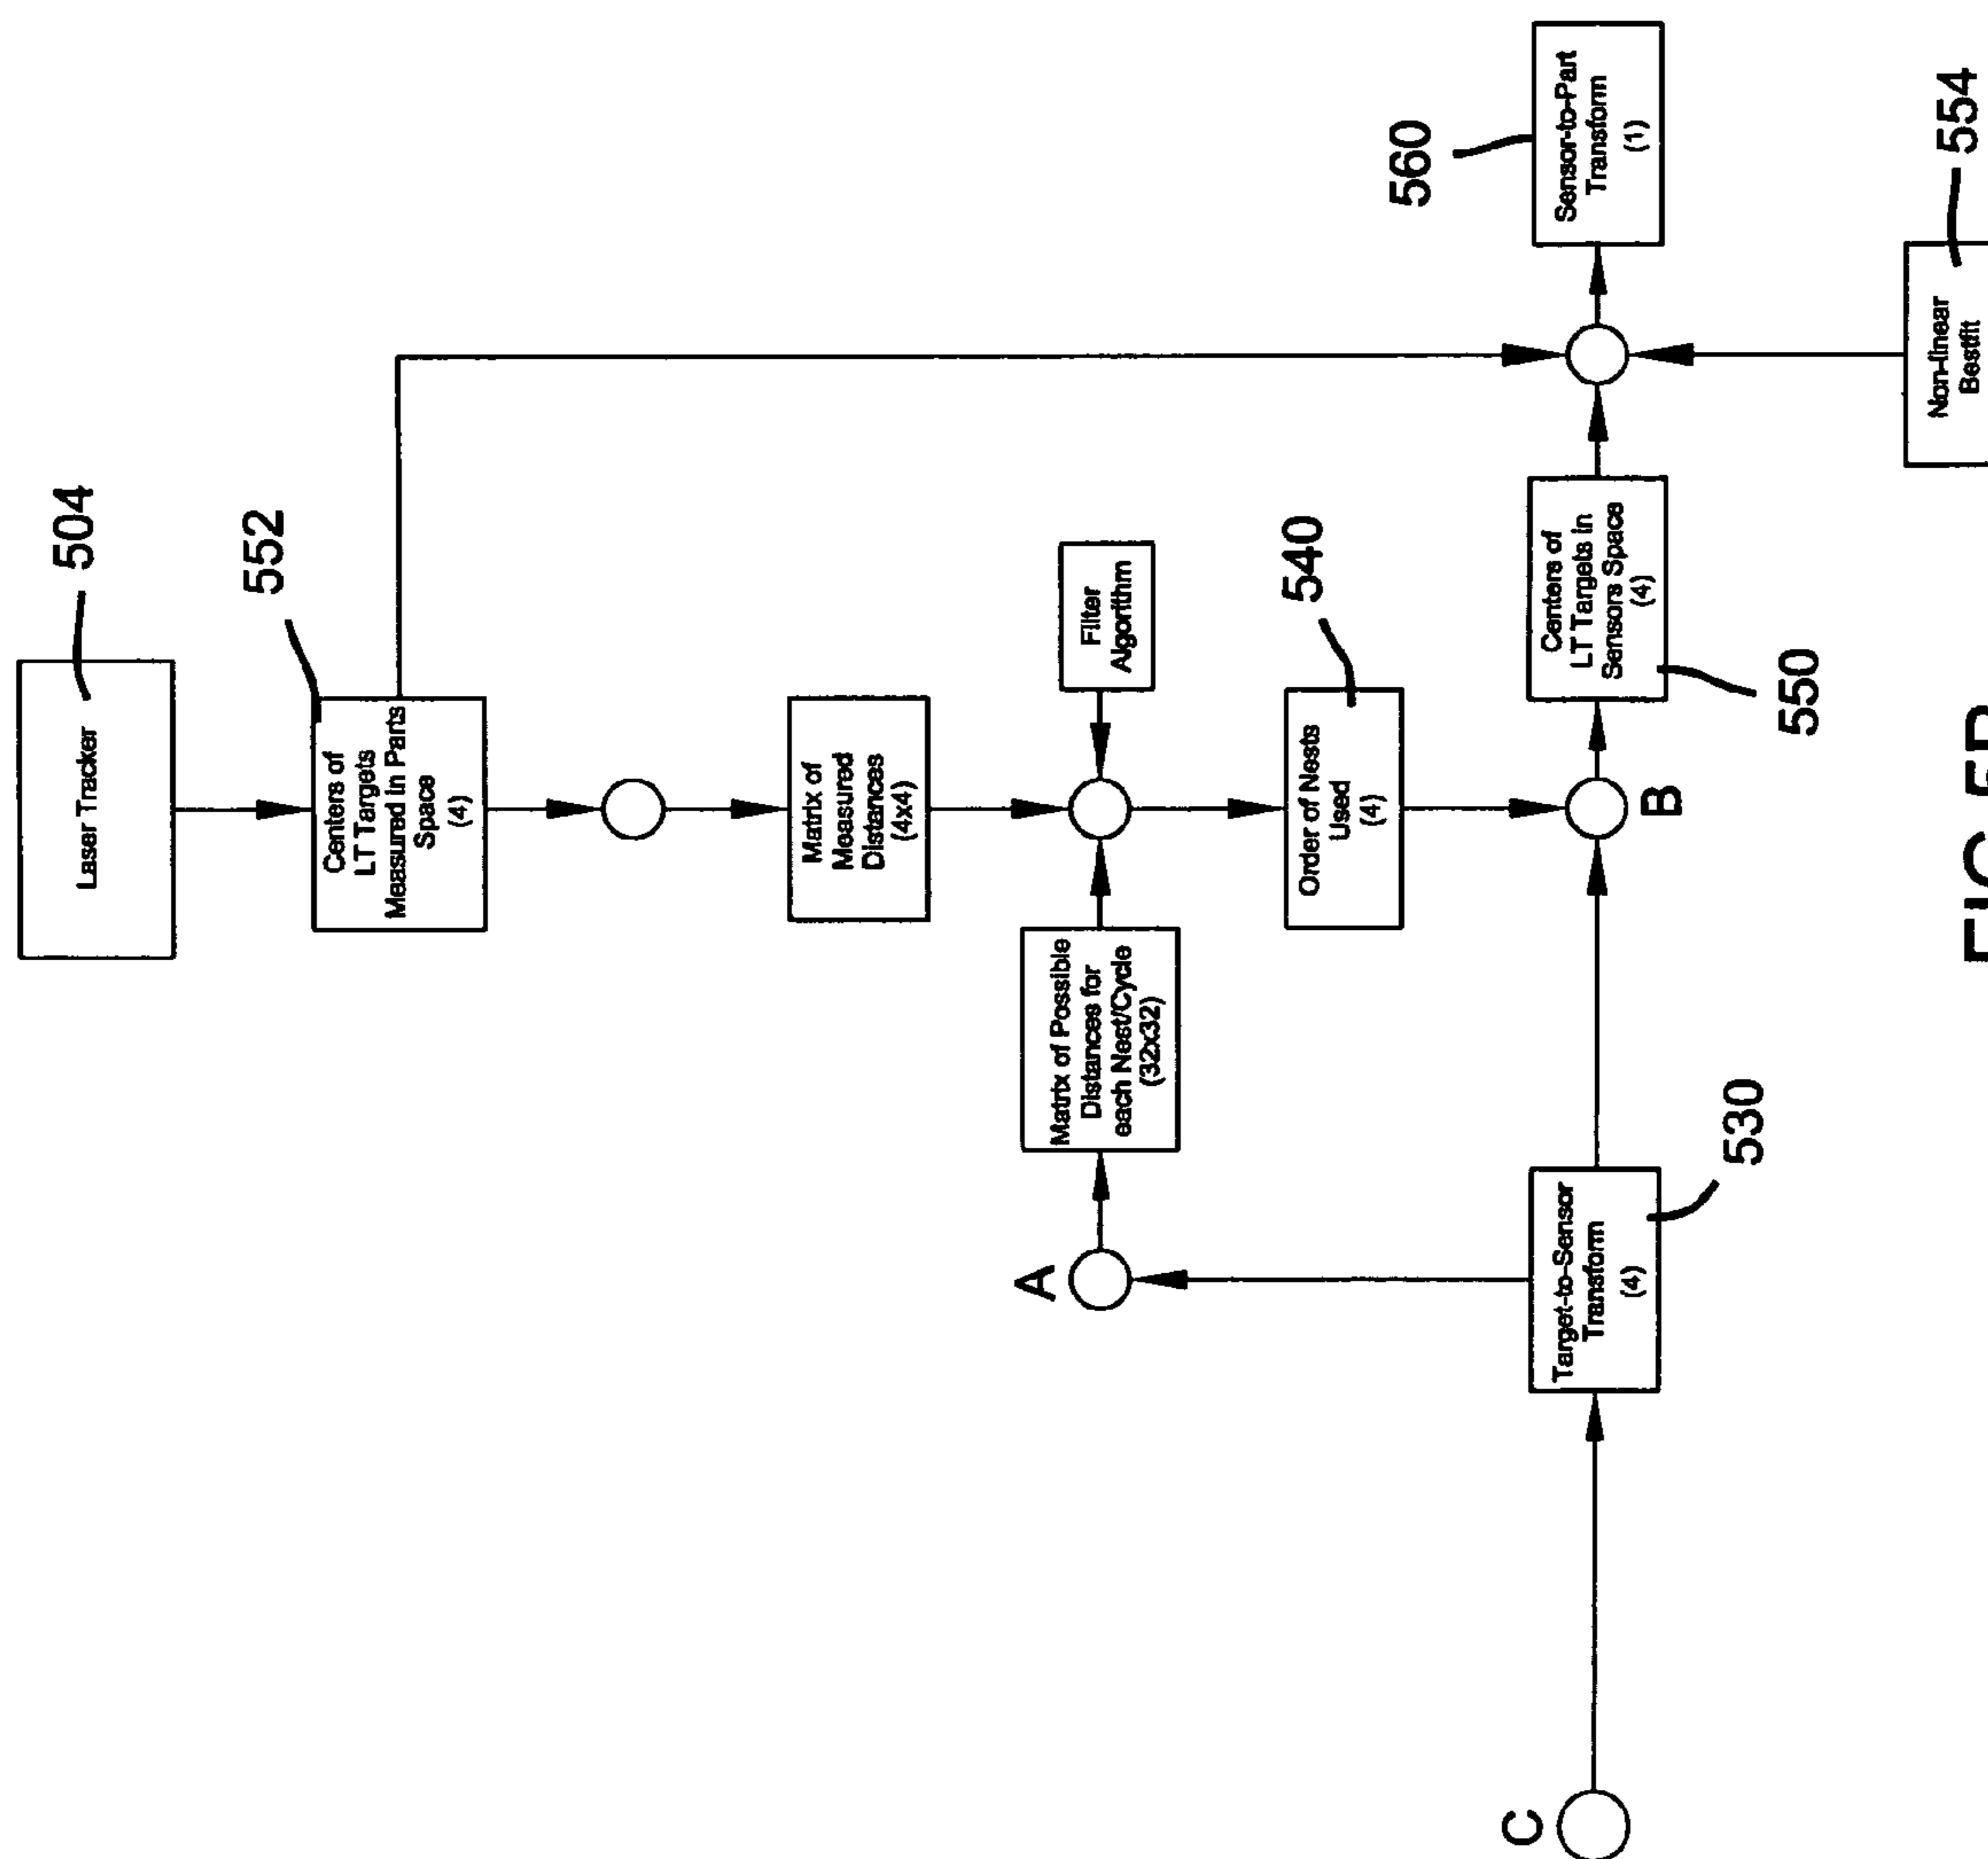 Laser Tracker
504
Centers of
LT Targets
Measured in Parts
Space
(4)
552
Matrix of
Measured
Distances
(4x4)
Filter
Algorithm
Matrix of Possible
Distances for
each Nest/Cycle
(32x32)
A
Order of Nests
Used
(4)
540
C
Target-to-Sensor
Transform
(4)
530
B
Centers of
LT Targets in
Sensors Space
(4)
550
Sensor-to-Part
Transform
(1)
560
Non-linear
Bestfit
554
FIG